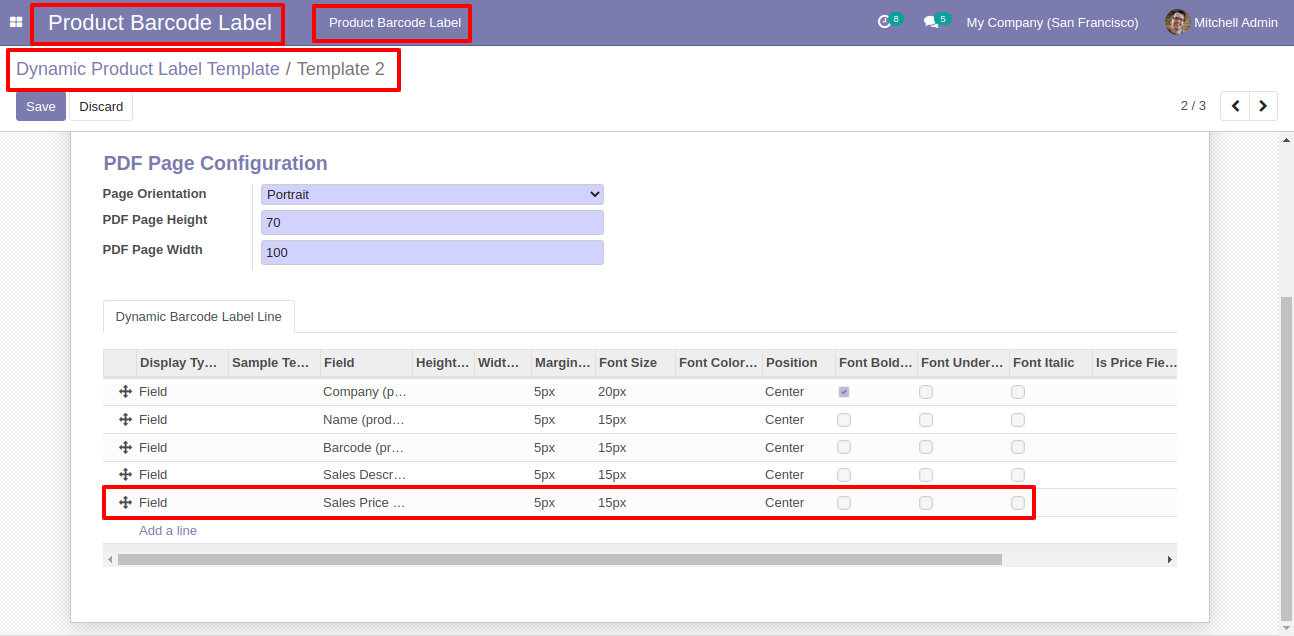 Product Barcode Label Product Barcode Label 8 5 My Company (San Francisco) Mitchell Admin
Dynamic Product Label Template / Template 2
Save Discard 2 / 3
PDF Page Configuration
Page Orientation Portrait
PDF Page Height 70
PDF Page Width 100
Dynamic Barcode Label Line
Display Ty… Sample Te… Field Height… Widt… Margin… Font Size Font Color… Position Font Bold… Font Under… Font Italic Is Price Fie…
Field Company (p… 5px 20px Center
Field Name (prod… 5px 15px Center
Field Barcode (pr… 5px 15px Center
Field Sales Descr… 5px 15px Center
Field Sales Price … 5px 15px Center
Add a line